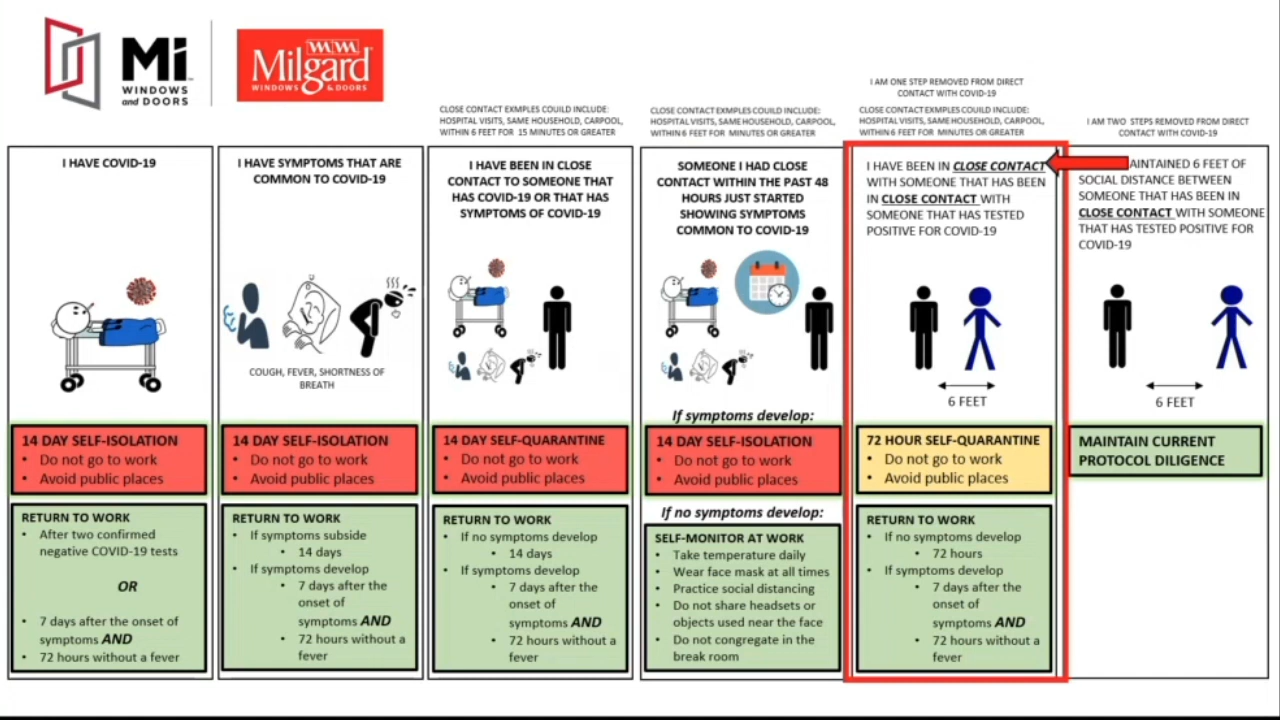 Mi
WINDOWS
and DOORS
Milgard
WINDOWS & DOORS
CLOSE CONTACT EXMPLES COULD INCLUDE:
HOSPITAL VISITS, SAME HOUSEHOLD, CARPOOL,
WITHIN 6 FEET FOR 15 MINUTES OR GREATER
CLOSE CONTACT EXMPLES COUILD INCLUDE:
HOSPITAL VISITS, SAME HOUSEHOLD, CARPOOL,
WITHIN 6 FEET FOR MINUTES OR GREATER
I AM ONE STEP REMOVED FROM DIRECT
CONTACT WITH COVID-19
CLOSE CONTACT EXMPLES COUILD INCLUDE:
HOSPITAL VISITS, SAME HOUSEHOLD, CARPOOL,
WITHIN 6 FEET FOR MINUTES OR GREATER
I AM TWO STEPS REMOVED FROM DIRECT
CONTACT WITH COVID-19
I HAVE COVID-19
14 DAY SELF-ISOLATION
• Do not go to work
• Avoid public places
RETURN TO WORK
• After two confirmed
negative COVID-19 tests
OR
• 7 days after the onset of
symptoms AND
• 72 hours without a fever
I HAVE SYMPTOMS THAT ARE
COMMON TO COVID-19
COUGH, FEVER, SHORTNESS OF
BREATH
14 DAY SELF-ISOLATION
• Do not go to work
• Avoid public places
RETURN TO WORK
• If symptoms subside
• 14 days
• If symptoms develop
• 7 days after the
onset of
symptoms AND
• 72 hours without a
fever
I HAVE BEEN IN CLOSE
CONTACT TO SOMEONE THAT
HAS COVID-19 OR THAT HAS
SYMPTOMS OF COVID-19
14 DAY SELF-QUARANTINE
• Do not go to work
• Avoid public places
RETURN TO WORK
• If no symptoms develop
• 14 days
• If symptoms develop
• 7 days after the
onset of
symptoms AND
• 72 hours without a
fever
SOMEONE I HAD CLOSE
CONTACT WITHIN THE PAST 48
HOURS JUST STARTED
SHOWING SYMPTOMS
COMMON TO COVID-19
If symptoms develop:
14 DAY SELF-ISOLATION
• Do not go to work
• Avoid public places
If no symptoms develop:
SELF-MONITOR AT WORK
• Take temperature daily
• Wear face mask at all times
• Practice social distancing
• Do not share headsets or
objects used near the face
• Do not congregate in the
break room
I HAVE BEEN IN CLOSE CONTACT
WITH SOMEONE THAT HAS BEEN
IN CLOSE CONTACT WITH
SOMEONE THAT HAS TESTED
POSITIVE FOR COVID-19
6 FEET
72 HOUR SELF-QUARANTINE
• Do not go to work
• Avoid public places
RETURN TO WORK
• If no symptoms develop
• 72 hours
• If symptoms develop
• 7 days after the
onset of
symptoms AND
• 72 hours without a
fever
AINTAINED 6 FEET OF
SOCIAL DISTANCE BETWEEN
SOMEONE THAT HAS BEEN IN
CLOSE CONTACT WITH SOMEONE
THAT HAS TESTED POSITIVE FOR
COVID-19
6 FEET
MAINTAIN CURRENT
PROTOCOL DILIGENCE